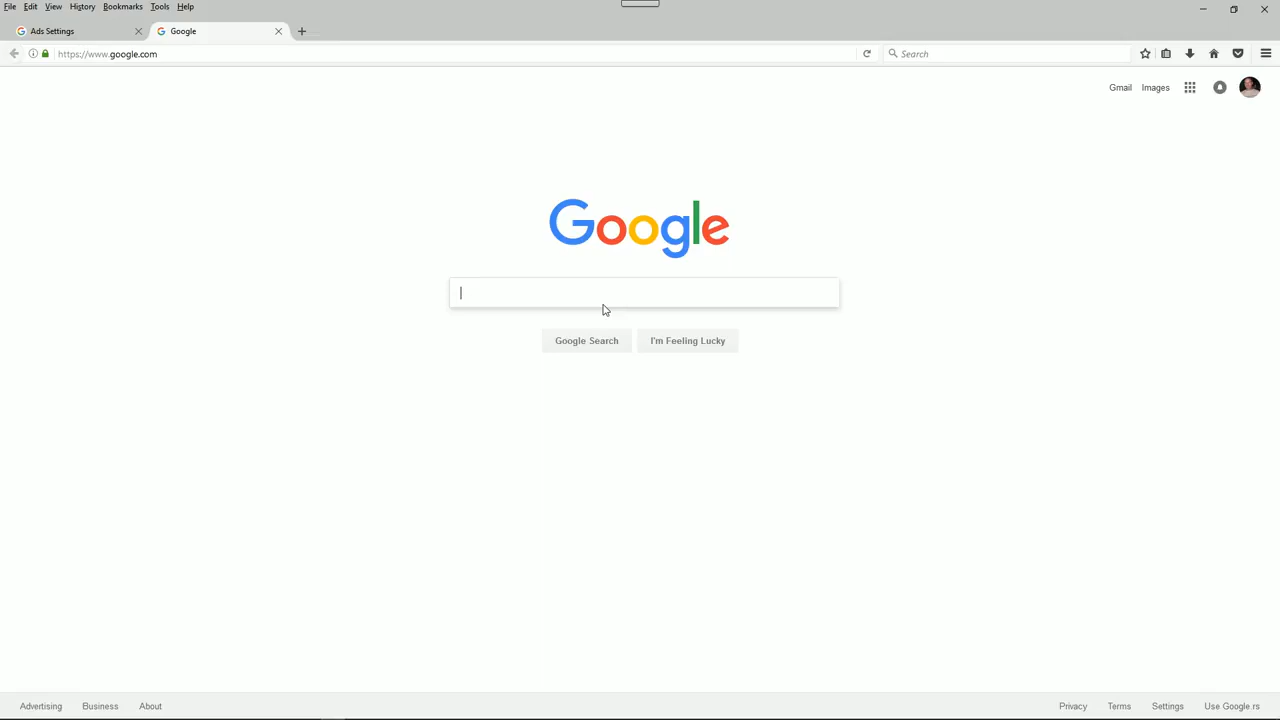 File Edit View History Bookmarks Tools Help
Ads Settings
Google
https://www.google.com
Search
Gmail Images
Google
Google Search
I'm Feeling Lucky
Advertising Business About
Privacy Terms Settings Use Google.rs